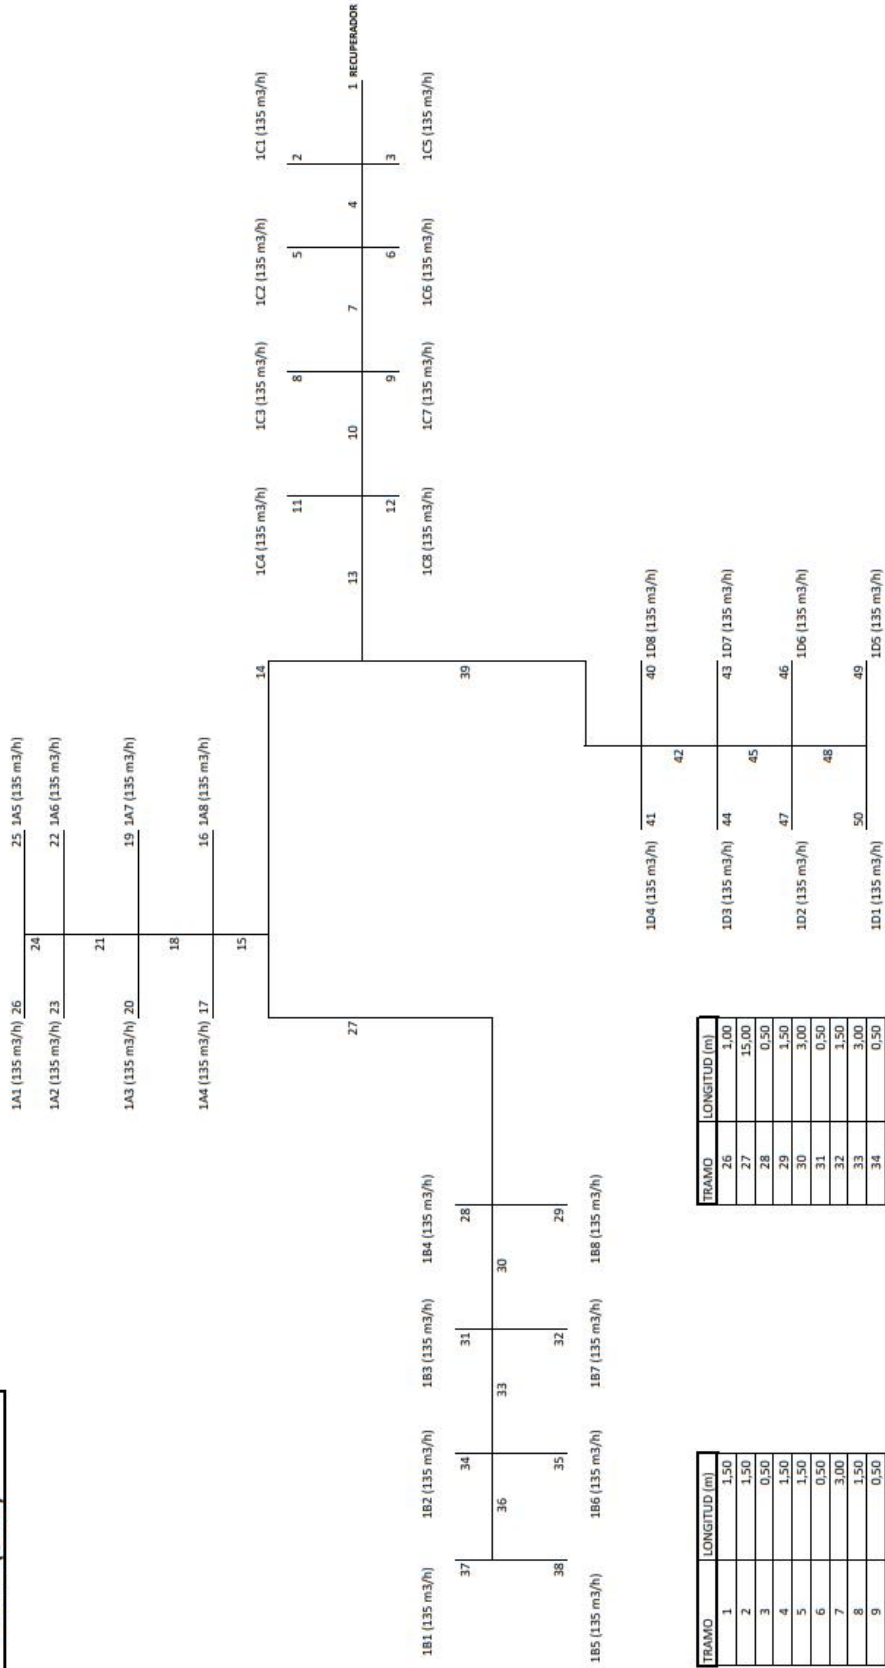 1 RECUPERADOR
1C1 (135 m3/h)
2
3
1C5 (135 m3/h)
4
1C2 (135 m3/h)
5
6
1C6 (135 m3/h)
7
1C3 (135 m3/h)
8
9
1C7 (135 m3/h)
10
1C4 (135 m3/h)
11
12
1C8 (135 m3/h)
13
14
39
1A1 (135 m3/h) 26
25 1A5 (135 m3/h)
24
1A2 (135 m3/h) 23
22 1A6 (135 m3/h)
21
1A3 (135 m3/h) 20
19 1A7 (135 m3/h)
18
1A4 (135 m3/h) 17
16 1A8 (135 m3/h)
15
27
1B4 (135 m3/h)
28
29
1B8 (135 m3/h)
30
1B3 (135 m3/h)
31
32
1B7 (135 m3/h)
33
1B2 (135 m3/h)
34
35
1B6 (135 m3/h)
36
1B1 (135 m3/h)
37
38
1B5 (135 m3/h)
1D4 (135 m3/h) 41
40 1D8 (135 m3/h)
42
1D3 (135 m3/h) 44
43 1D7 (135 m3/h)
45
1D2 (135 m3/h) 47
46 1D6 (135 m3/h)
48
1D1 (135 m3/h) 50
49 1D5 (135 m3/h)
TRAMO LONGITUD (m)
1 1,50
2 1,50
3 0,50
4 1,50
5 1,50
6 0,50
7 3,00
8 1,50
9 0,50
TRAMO LONGITUD (m)
26 1,00
27 15,00
28 0,50
29 1,50
30 3,00
31 0,50
32 1,50
33 3,00
34 0,50